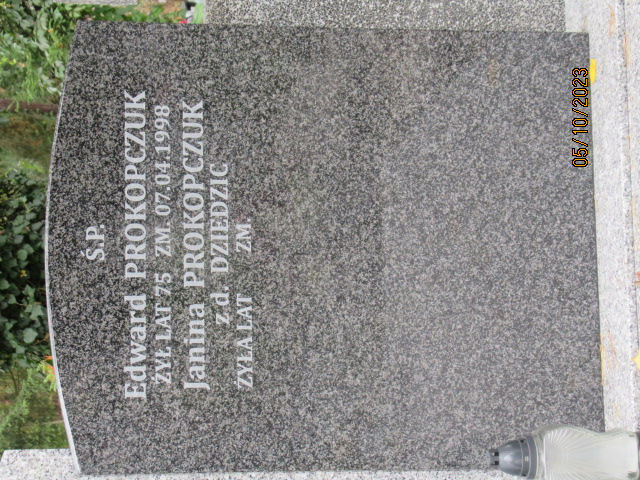 Ś.P.
Edward PROKOPCZUK
ŻYŁ LAT 75 ZM. 07.04.1998
Janina PROKOPCZUK
z d. DZIEDZIC
ŻYŁA LAT ZM
05/10/2023